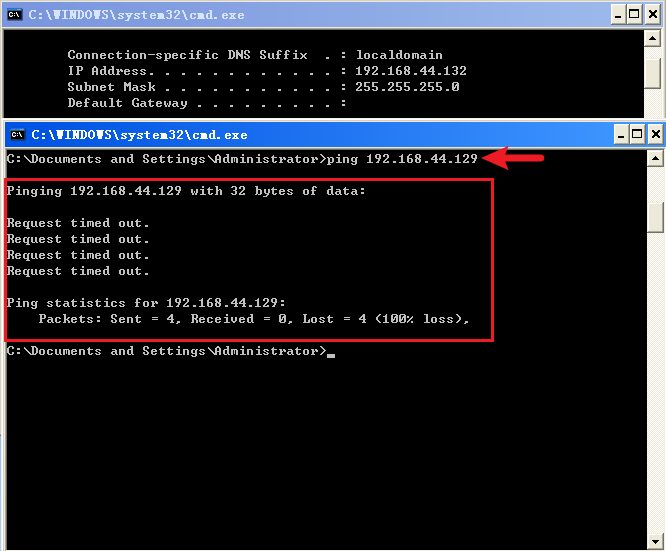 C:\WINDOWS\system32\cmd.exe
Connection-specific DNS Suffix  . : localdomain
IP Address. . . . . . . . . . . . : 192.168.44.132
Subnet Mask . . . . . . . . . . . : 255.255.255.0
Default Gateway . . . . . . . . . :
C:\WINDOWS\system32\cmd.exe
C:\Documents and Settings\Administrator>ping 192.168.44.129
Pinging 192.168.44.129 with 32 bytes of data:
Request timed out.
Request timed out.
Request timed out.
Request timed out.
Ping statistics for 192.168.44.129:
    Packets: Sent = 4, Received = 0, Lost = 4 (100% loss),
C:\Documents and Settings\Administrator>_